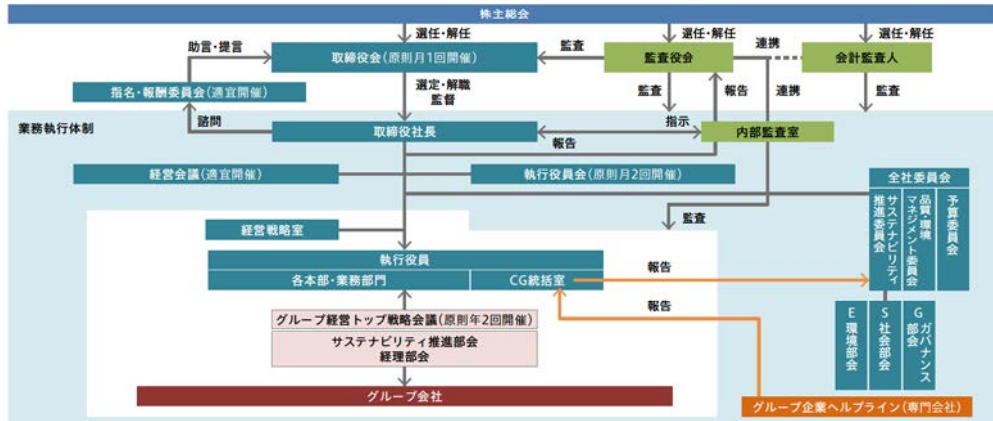 株主総会
選任・解任
選任・解任
選任・解任
助言・提言
取締役会(原則月1回開催)
監査
監査役会
連携
会計監査人
指名・報酬委員会(適宜開催)
選定・解職
監督
監査
報告
連携
監査
業務執行体制
諮問
取締役社長
指示
報告
内部監査室
経営会議(適宜開催)
執行役員会(原則月2回開催)
全社委員会
サステナビリティ
推進委員会
品質・環境
マネジメント委員会
予算委員会
監査
経営戦略室
執行役員
各本部・業務部門
CG統括室
報告
報告
グループ経営トップ戦略会議(原則年2回開催)
サステナビリティ推進部会
経理部会
E 環境部会
S 社会部会
G ガバナンス
部会
グループ会社
グループ企業ヘルプライン(専門会社)